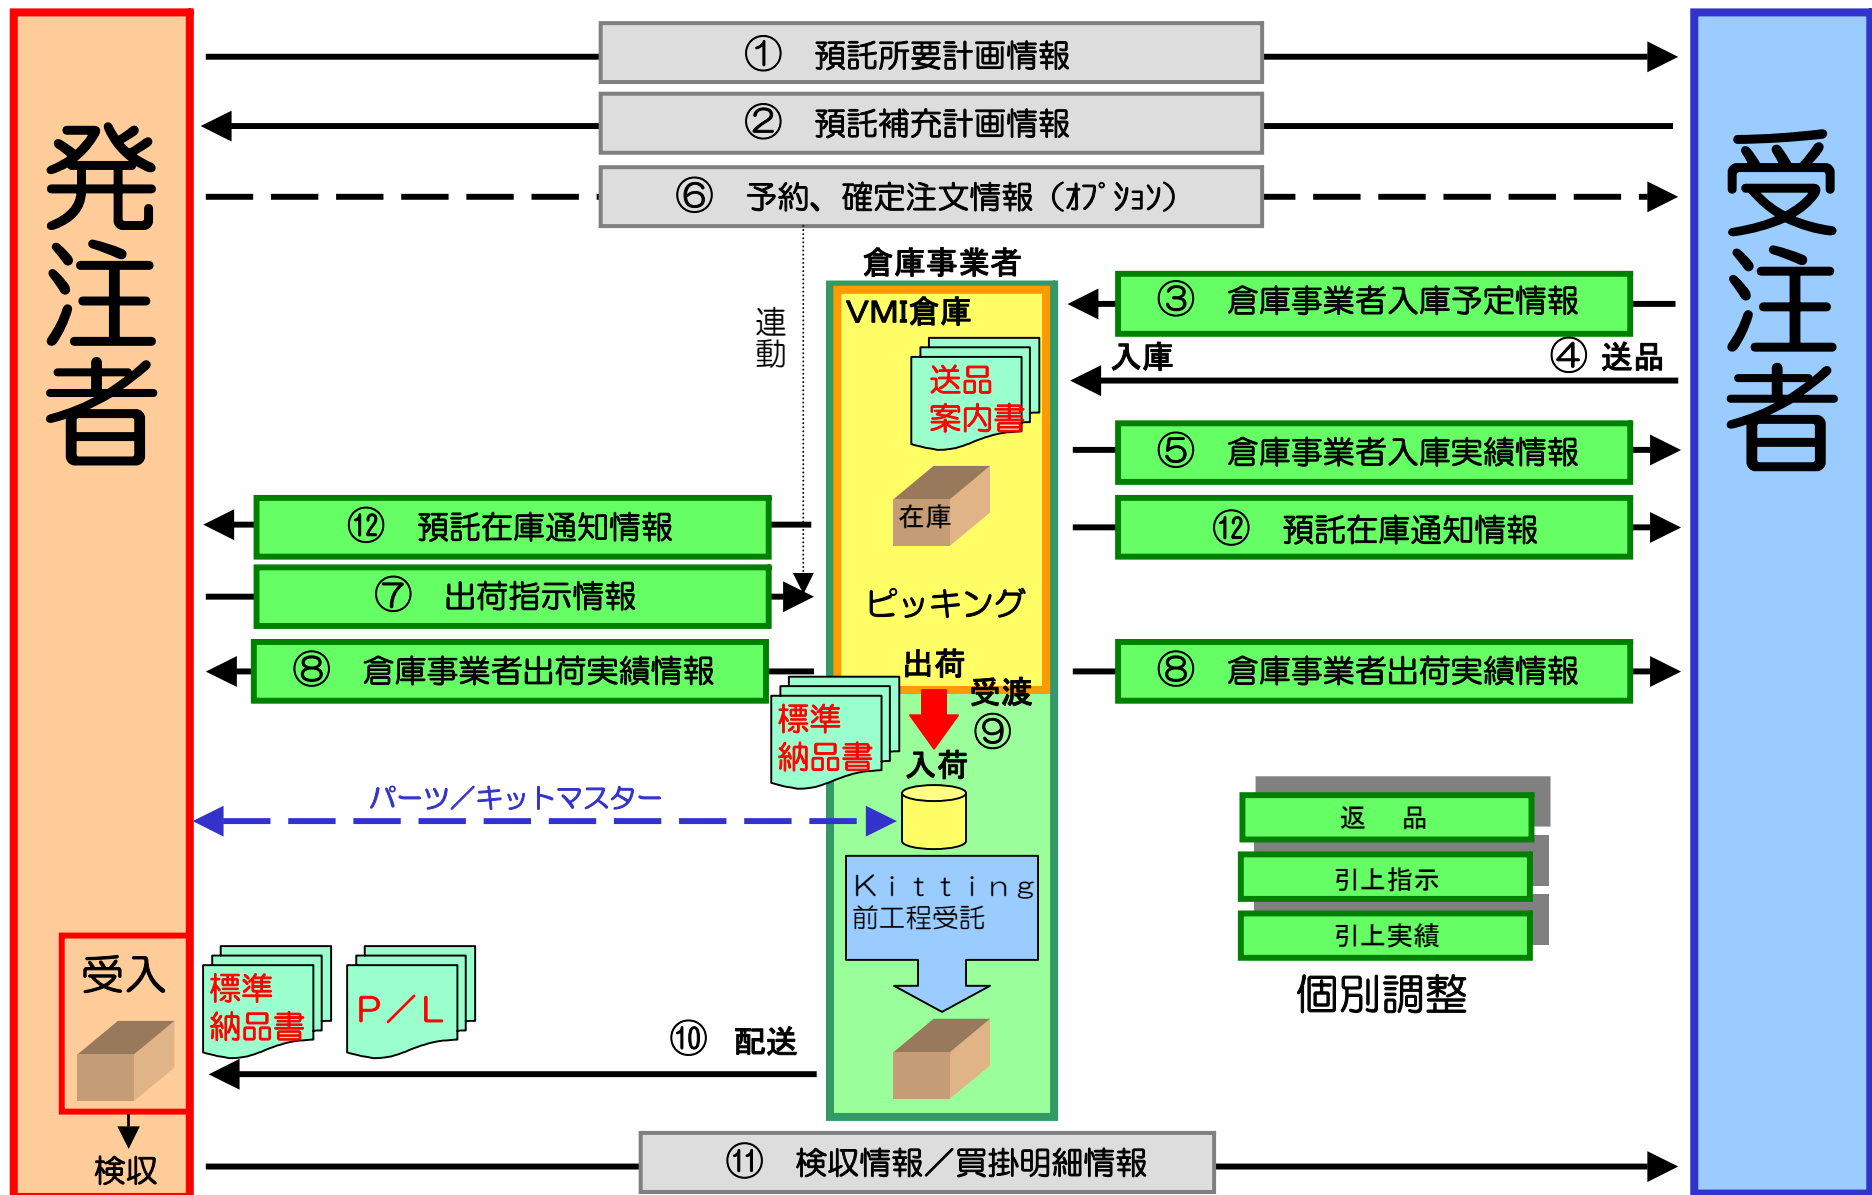 発注者
受注者
① 預託所要計画情報
② 預託補充計画情報
⑥ 予約、確定注文情報（ｵﾌﾟｼｮﾝ）
連動
倉庫事業者
VMI倉庫
送品
案内書
在庫
ピッキング
出荷
受渡
⑨
標準
納品書
入荷
③ 倉庫事業者入庫予定情報
入庫
④ 送品
⑤ 倉庫事業者入庫実績情報
⑫ 預託在庫通知情報
⑫ 預託在庫通知情報
⑦ 出荷指示情報
⑧ 倉庫事業者出荷実績情報
⑧ 倉庫事業者出荷実績情報
パーツ／キットマスター
Ｋｉｔｔｉｎｇ
前工程受託
返 品
引上指示
引上実績
個別調整
受入
標準
納品書
Ｐ／Ｌ
⑩ 配送
検収
⑪ 検収情報／買掛明細情報